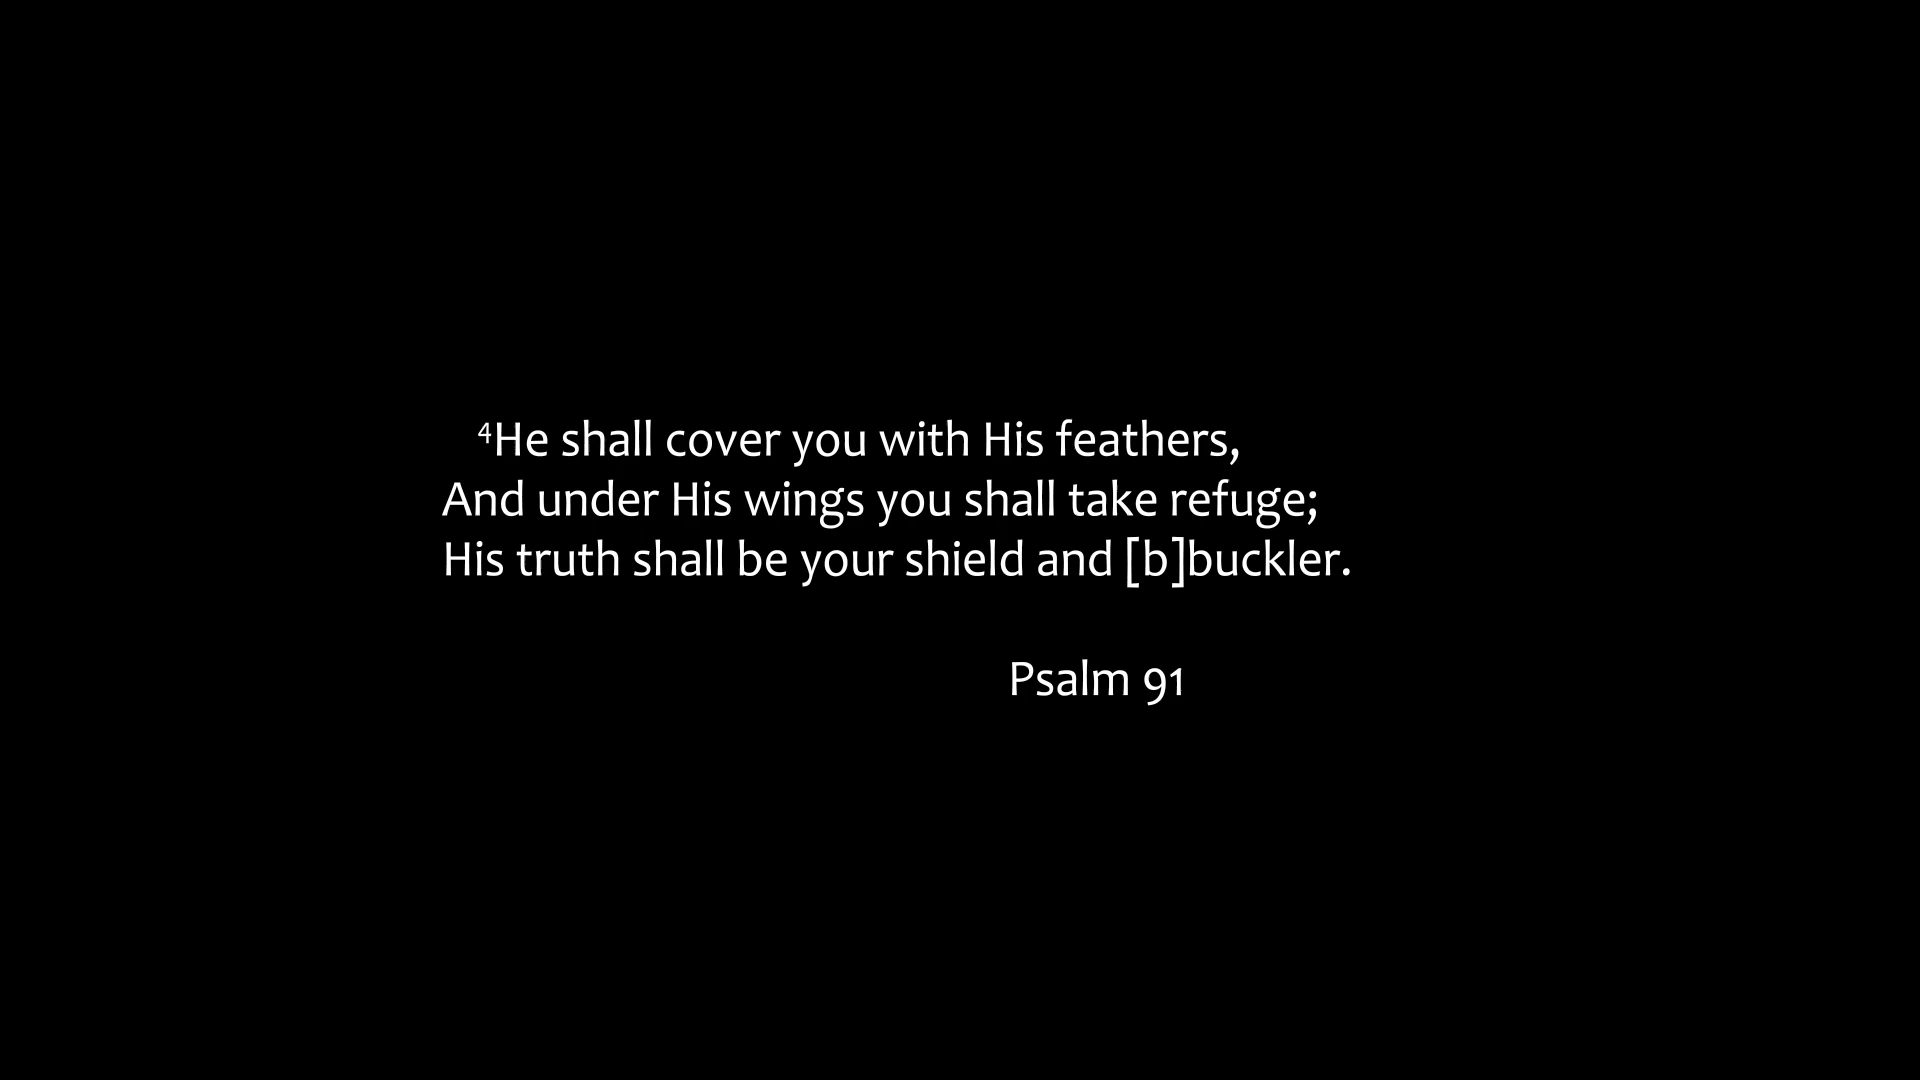 ⁴He shall cover you with His feathers,
And under His wings you shall take refuge;
His truth shall be your shield and [b]buckler.
Psalm 91